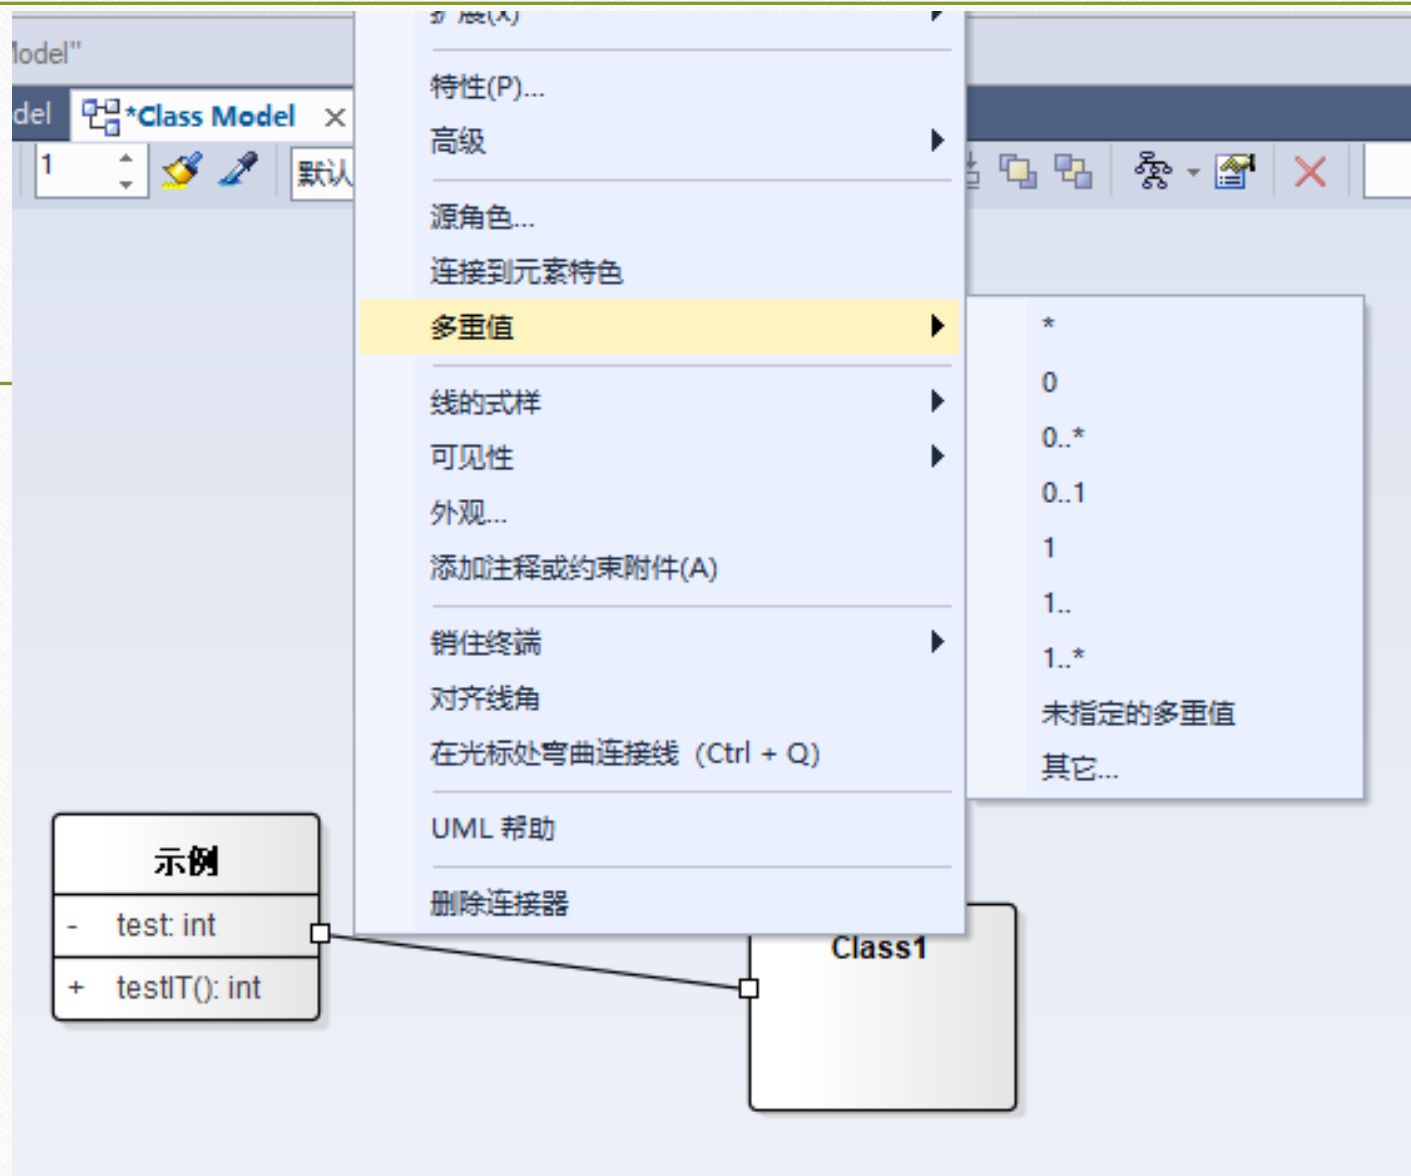 扩展(X)
odel"
特性(P)...
del
*Class Model
高级
1
默认
源角色...
连接到元素特色
多重值
*
0
线的式样
0..*
可见性
0..1
外观...
1
添加注释或约束附件(A)
1..
销住终端
1..*
对齐线角
未指定的多重值
在光标处弯曲连接线 (Ctrl + Q)
其它...
UML 帮助
示例
删除连接器
- test: int
Class1
+ testIT(): int